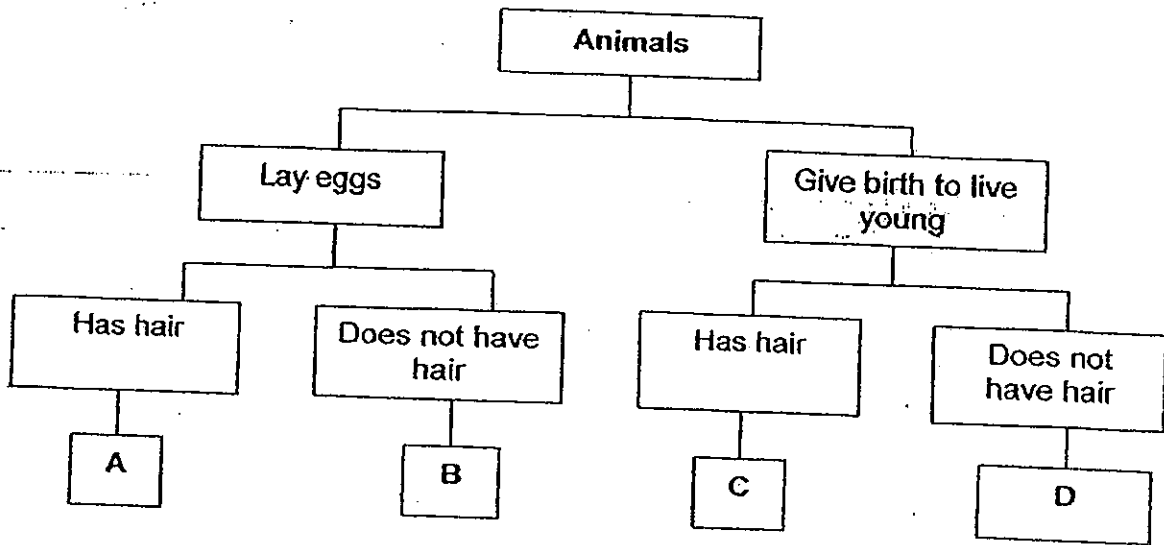 Animals
Lay eggs
Give birth to live
young
Has hair
Does not have
hair
Has hair
Does not
have hair
A
B
C
D